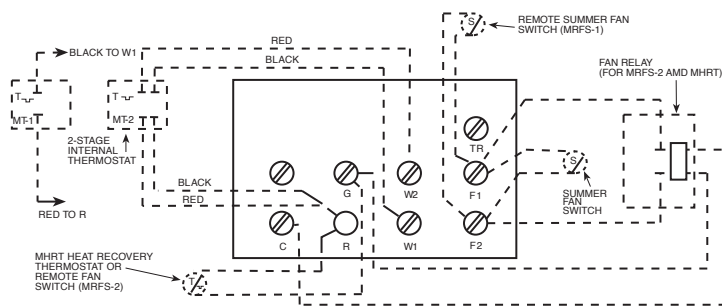 REMOTE SUMMER FAN
SWITCH (MRFS-1)
S
RED
BLACK TO W1
BLACK
FAN RELAY
(FOR MRFS-2 AMD MHRT)
T
T
MT-1
MT-2
TR
2-STAGE
INTERNAL
THERMOSTAT
S
BLACK
G
W2
F1
RED
SUMMER
FAN
SWITCH
RED TO R
C
R
W1
F2
MHRT HEAT RECOVERY
THERMOSTAT OR
REMOTE FAN
SWITCH (MRFS-2)
T